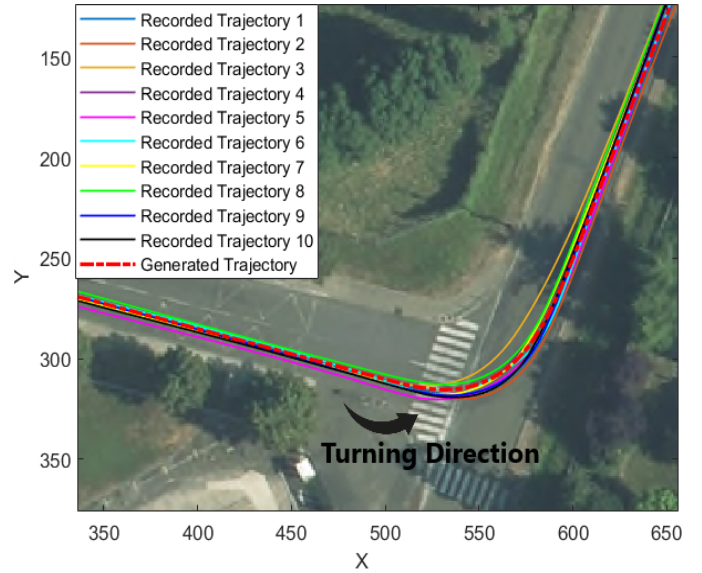 125
150
200
250
300
350
Y
Recorded Trajectory 1
Recorded Trajectory 2
Recorded Trajectory 3
Recorded Trajectory 4
Recorded Trajectory 5
Recorded Trajectory 6
Recorded Trajectory 7
Recorded Trajectory 8
Recorded Trajectory 9
Recorded Trajectory 10
Generated Trajectory
Turning Direction
350 400 450 500 550 600 650
X